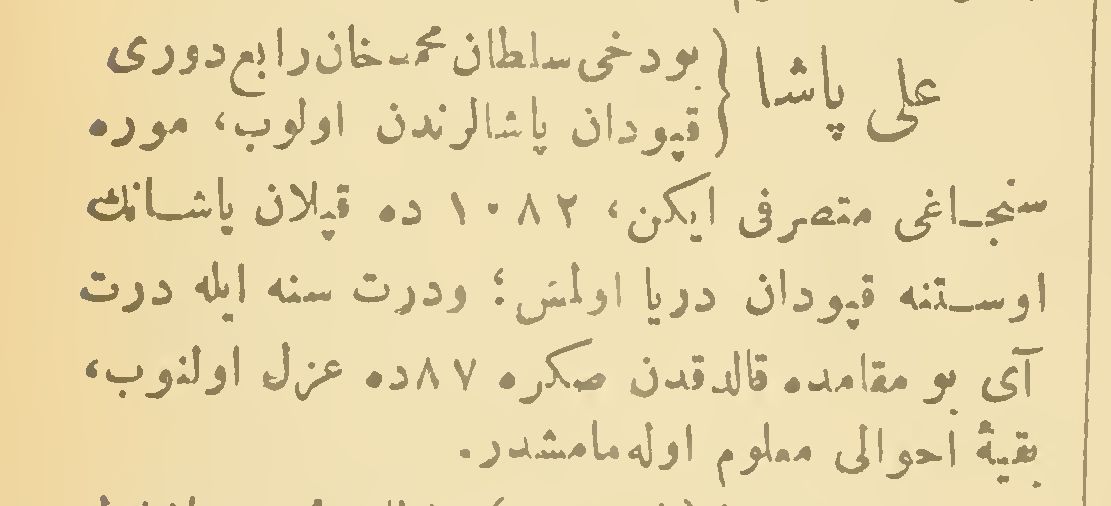 علی پاشا { بودخی سلطان محمد خان رابع دوری
قپودان پاشالرندن اولوب، موره
سنجاغی متصرفی ایکن، ١٠٨٢ ده قپلان پاشانك
اوستنه قپودان دریا اولمش؛ ودرت سنه ایله درت
آی بو مقامده قالدقدن صکره ٨٧ ده عزل اولنوب،
بقیهٔ احوالی معلوم اوله‌مامشدر.